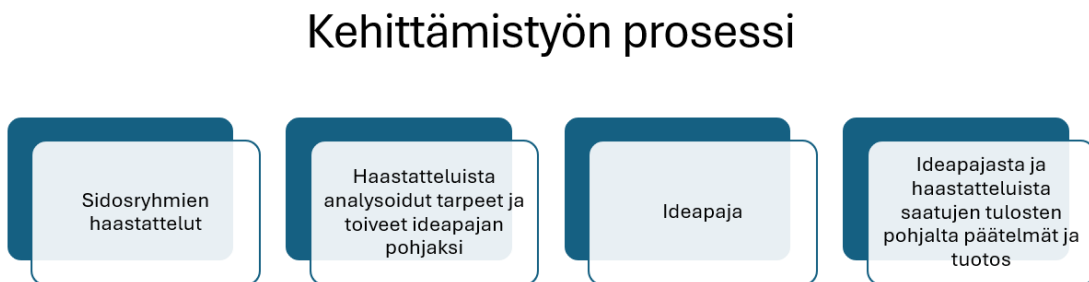 Kehittämistyön prosessi
Sidosryhmien
haastattelut
Haastatteluista
analysoidut tarpeet ja
toiveet ideapajan
pohjaksi
Ideapaja
Ideapajasta ja
haastatteluista
saatujen tulosten
pohjalta päätelmät ja
tuotos